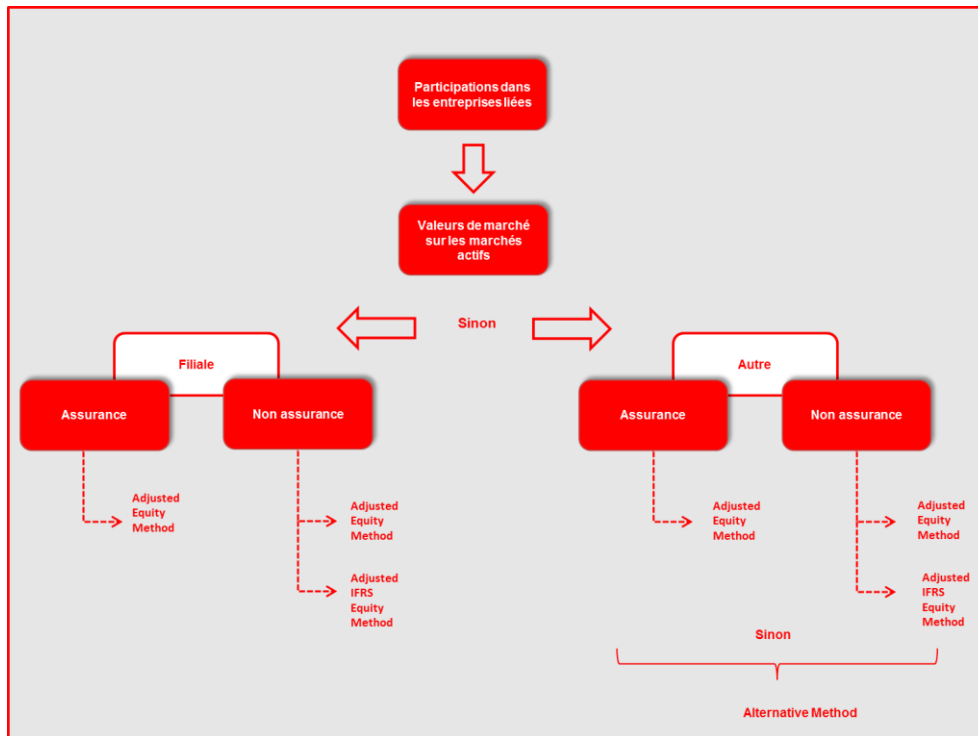 Participations dans
les entreprises liées
Valeurs de marché
sur les marchés
actifs
Sinon
Filiale
Assurance
Non assurance
Adjusted
Equity
Method
Adjusted
Equity
Method
Adjusted
IFRS
Equity
Method
Autre
Assurance
Non assurance
Adjusted
Equity
Method
Adjusted
Equity
Method
Adjusted
IFRS
Equity
Method
Sinon
Alternative Method